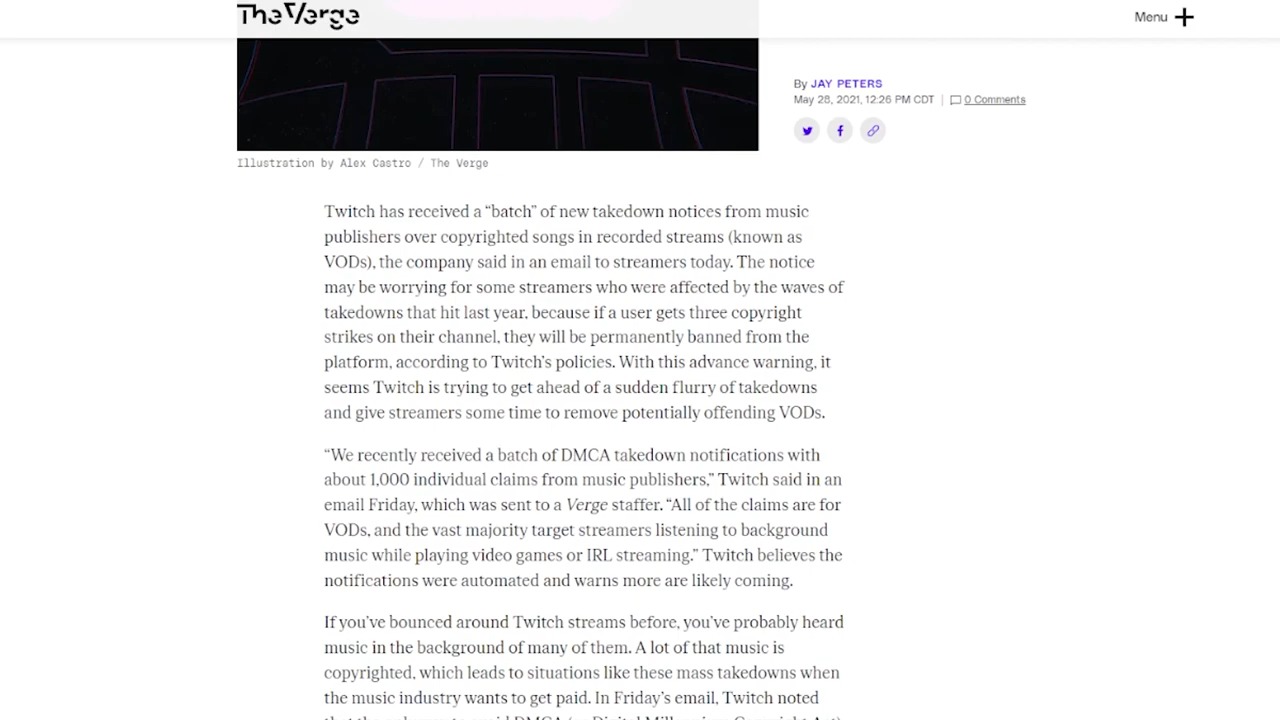 TheVerge
Menu
By JAY PETERS
May 28, 2021, 12:26 PM CDT | 0 Comments
Illustration by Alex Castro / The Verge
Twitch has received a “batch” of new takedown notices from music
publishers over copyrighted songs in recorded streams (known as
VODs), the company said in an email to streamers today. The notice
may be worrying for some streamers who were affected by the waves of
takedowns that hit last year, because if a user gets three copyright
strikes on their channel, they will be permanently banned from the
platform, according to Twitch’s policies. With this advance warning, it
seems Twitch is trying to get ahead of a sudden flurry of takedowns
and give streamers some time to remove potentially offending VODs.
“We recently received a batch of DMCA takedown notifications with
about 1,000 individual claims from music publishers,” Twitch said in an
email Friday, which was sent to a Verge staffer. “All of the claims are for
VODs, and the vast majority target streamers listening to background
music while playing video games or IRL streaming.” Twitch believes the
notifications were automated and warns more are likely coming.
If you’ve bounced around Twitch streams before, you’ve probably heard
music in the background of many of them. A lot of that music is
copyrighted, which leads to situations like these mass takedowns when
the music industry wants to get paid. In Friday’s email, Twitch noted